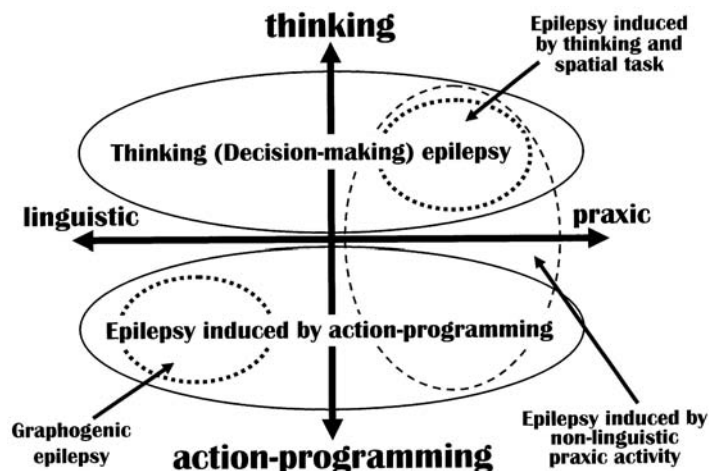 thinking
Epilepsy induced
by thinking and
spatial task
Thinking (Decision-making) epilepsy
linguistic
praxic
Epilepsy induced by action-programming
Graphogenic
epilepsy
action-programming
Epilepsy induced by
non-linguistic
praxic activity